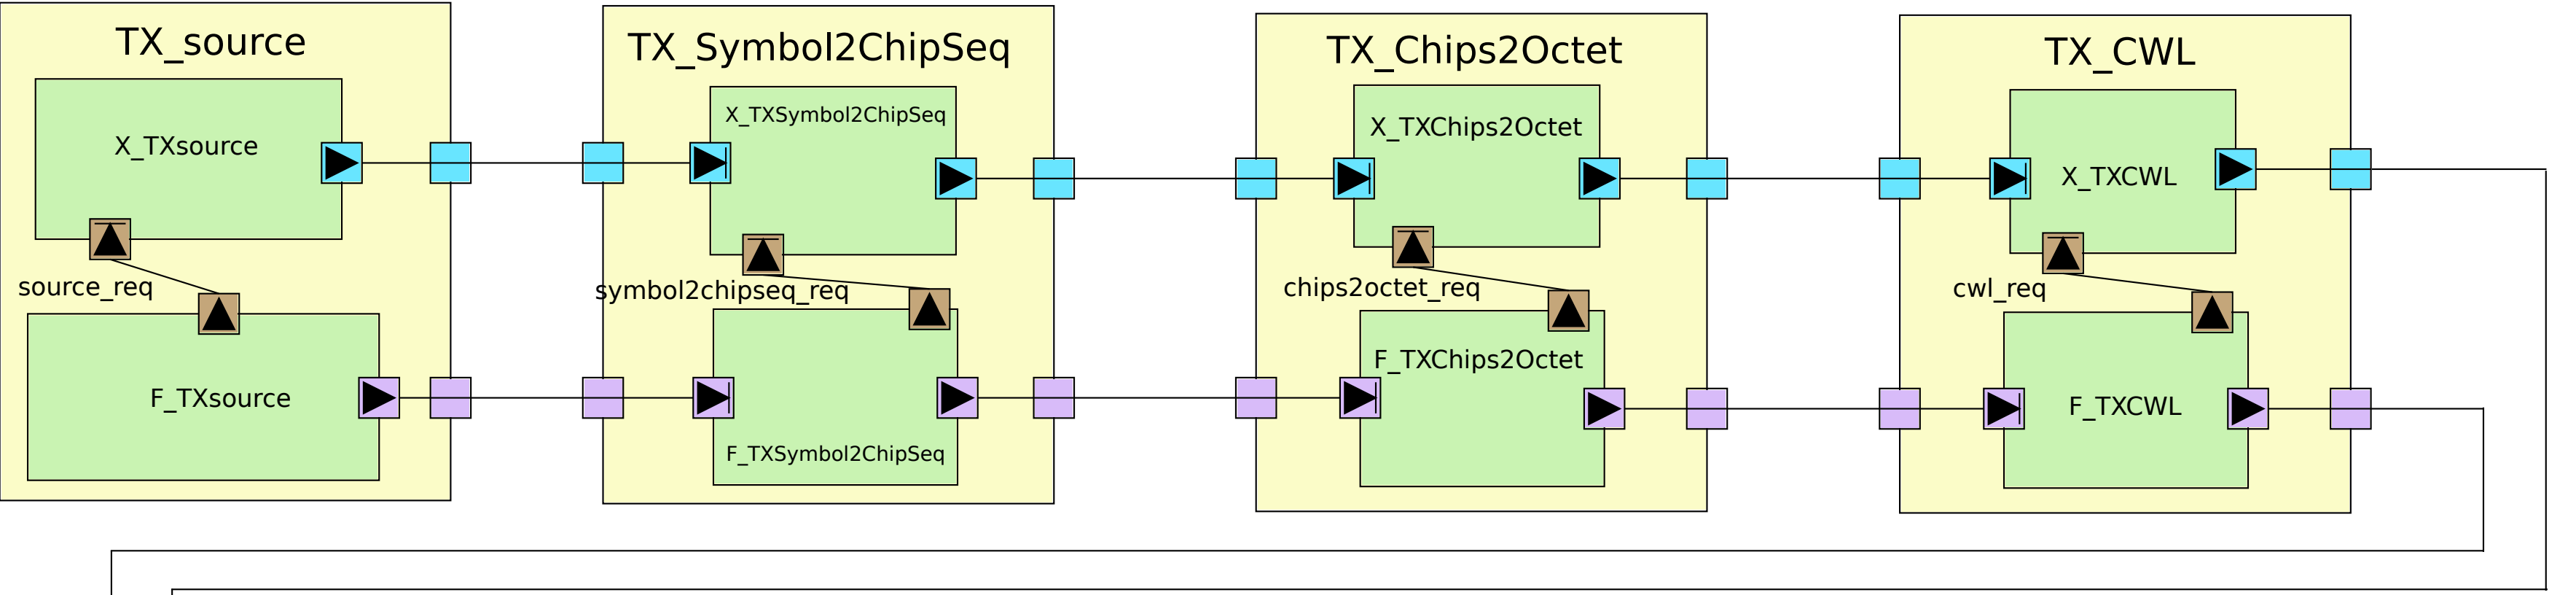 TX_source
X_TXsource
source_req
F_TXsource
TX_Symbol2ChipSeq
X_TXSymbol2ChipSeq
symbol2chipseq_req
F_TXSymbol2ChipSeq
TX_Chips2Octet
X_TXChips2Octet
chips2octet_req
F_TXChips2Octet
TX_CWL
X_TXCWL
cwl_req
F_TXCWL